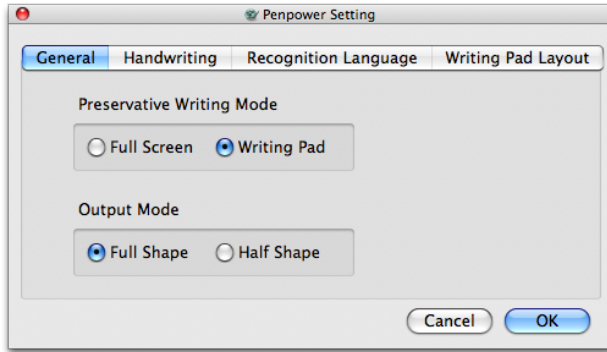 Penpower Setting
General Handwriting Recognition Language Writing Pad Layout
Preservative Writing Mode
Full Screen Writing Pad
Output Mode
Full Shape Half Shape
Cancel OK